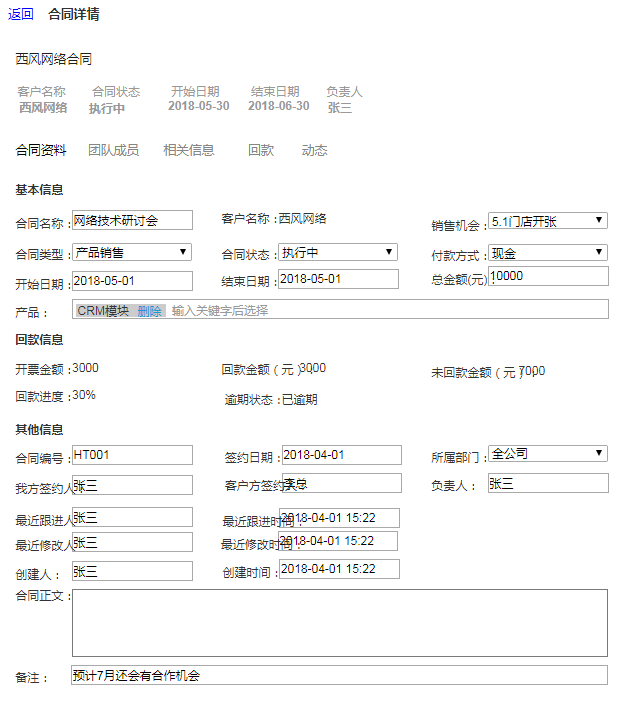 返回 合同详情
西风网络合同
客户名称 合同状态 开始日期 结束日期 负责人
西风网络 执行中 2018-05-30 2018-06-30 张三
合同资料 团队成员 相关信息 回款 动态
基本信息
合同名称： 网络技术研讨会 客户名称：西风网络 销售机会： 5.1门店开张
合同类型： 产品销售 合同状态： 执行中 付款方式： 现金
开始日期： 2018-05-01 结束日期： 2018-05-01 总金额(元)： 10000
产品： CRM模块 删除 输入关键字后选择
回款信息
开票金额：3000 回款金额（元）：3000 未回款金额（元）：7000
回款进度：30% 逾期状态：已逾期
其他信息
合同编号： HT001 签约日期： 2018-04-01 所属部门： 全公司
我方签约人： 张三 客户方签约人： 李总 负责人： 张三
最近跟进人： 张三 最近跟进时间： 2018-04-01 15:22
最近修改人： 张三 最近修改时间： 2018-04-01 15:22
创建人： 张三 创建时间： 2018-04-01 15:22
合同正文：
备注： 预计7月还会有合作机会